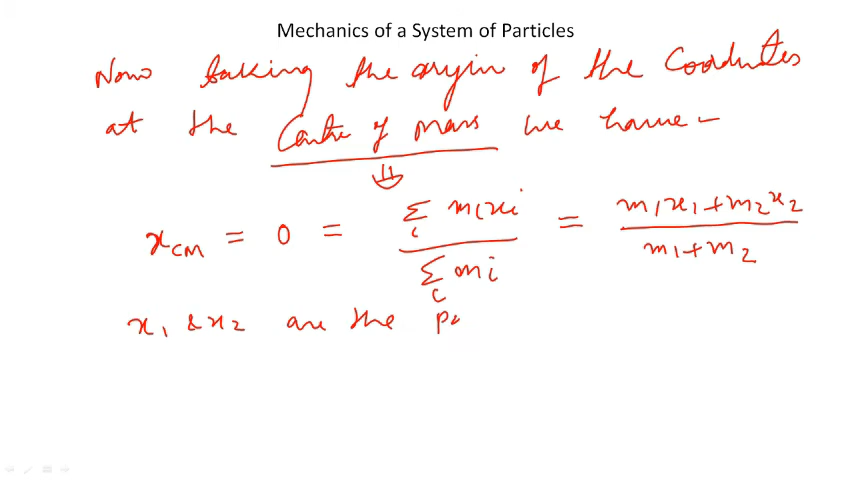 Mechanics of a System of Particles
Now taking the origin of the Coordinates
at the Centre of mass we have –
x_CM = 0 = Σ_i m_i x_i / Σ_i m_i = m_1 x_1 + m_2 x_2 / m_1 + m_2
x_1 & x_2 are the po